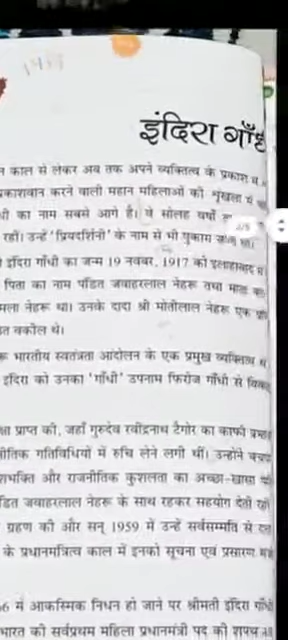 इंदिरा गाँधी
काल से लेकर अब तक अपने व्यक्तित्व के प्रकाश
प्रकाशवान करने वाली महान महिलाओं की शृंखला में
का नाम सबसे आगे है। वे सोलह वर्षों
रहीं। उन्हें 'प्रियदर्शिनी' के नाम से भी पुकारा जाता था।
2/5
इंदिरा गाँधी का जन्म 19 नवंबर, 1917 को इलाहाबाद में
पिता का नाम पंडित जवाहरलाल नेहरू तथा माता का
नेहरू था। उनके दादा श्री मोतीलाल नेहरू एक
वकील थे।
भारतीय स्वतंत्रता आंदोलन के एक प्रमुख व्यक्तित्व थे
इंदिरा को उनका 'गाँधी' उपनाम फिरोज गाँधी से
प्राप्त की, जहाँ गुरुदेव रवींद्रनाथ टैगोर का काफी
गतिविधियों में रुचि लेने लगी थीं। उन्होंने
और राजनीतिक कुशलता का अच्छा-खासा
जवाहरलाल नेहरू के साथ रहकर सहयोग देती रहीं
ग्रहण की और सन् 1959 में उन्हें सर्वसम्मति से
के प्रधानमंत्रित्व काल में इनको सूचना एवं प्रसारण
में आकस्मिक निधन हो जाने पर श्रीमती इंदिरा गाँधी
भारत की सर्वप्रथम महिला प्रधानमंत्री पद की शपथ ली